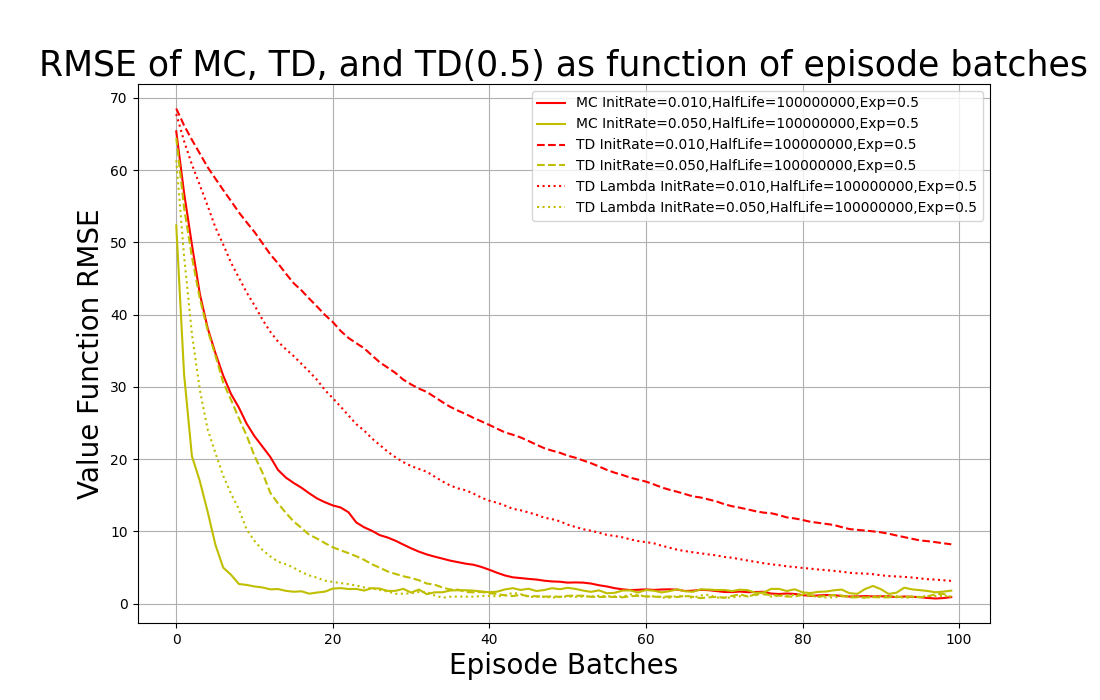 RMSE of MC, TD, and TD(0.5) as function of episode batches
MC InitRate=0.010,HalfLife=100000000,Exp=0.5
MC InitRate=0.050,HalfLife=100000000,Exp=0.5
TD InitRate=0.010,HalfLife=100000000,Exp=0.5
TD InitRate=0.050,HalfLife=100000000,Exp=0.5
TD Lambda InitRate=0.010,HalfLife=100000000,Exp=0.5
TD Lambda InitRate=0.050,HalfLife=100000000,Exp=0.5
Value Function RMSE
70
60
50
40
30
20
10
0
0 20 40 60 80 100
Episode Batches